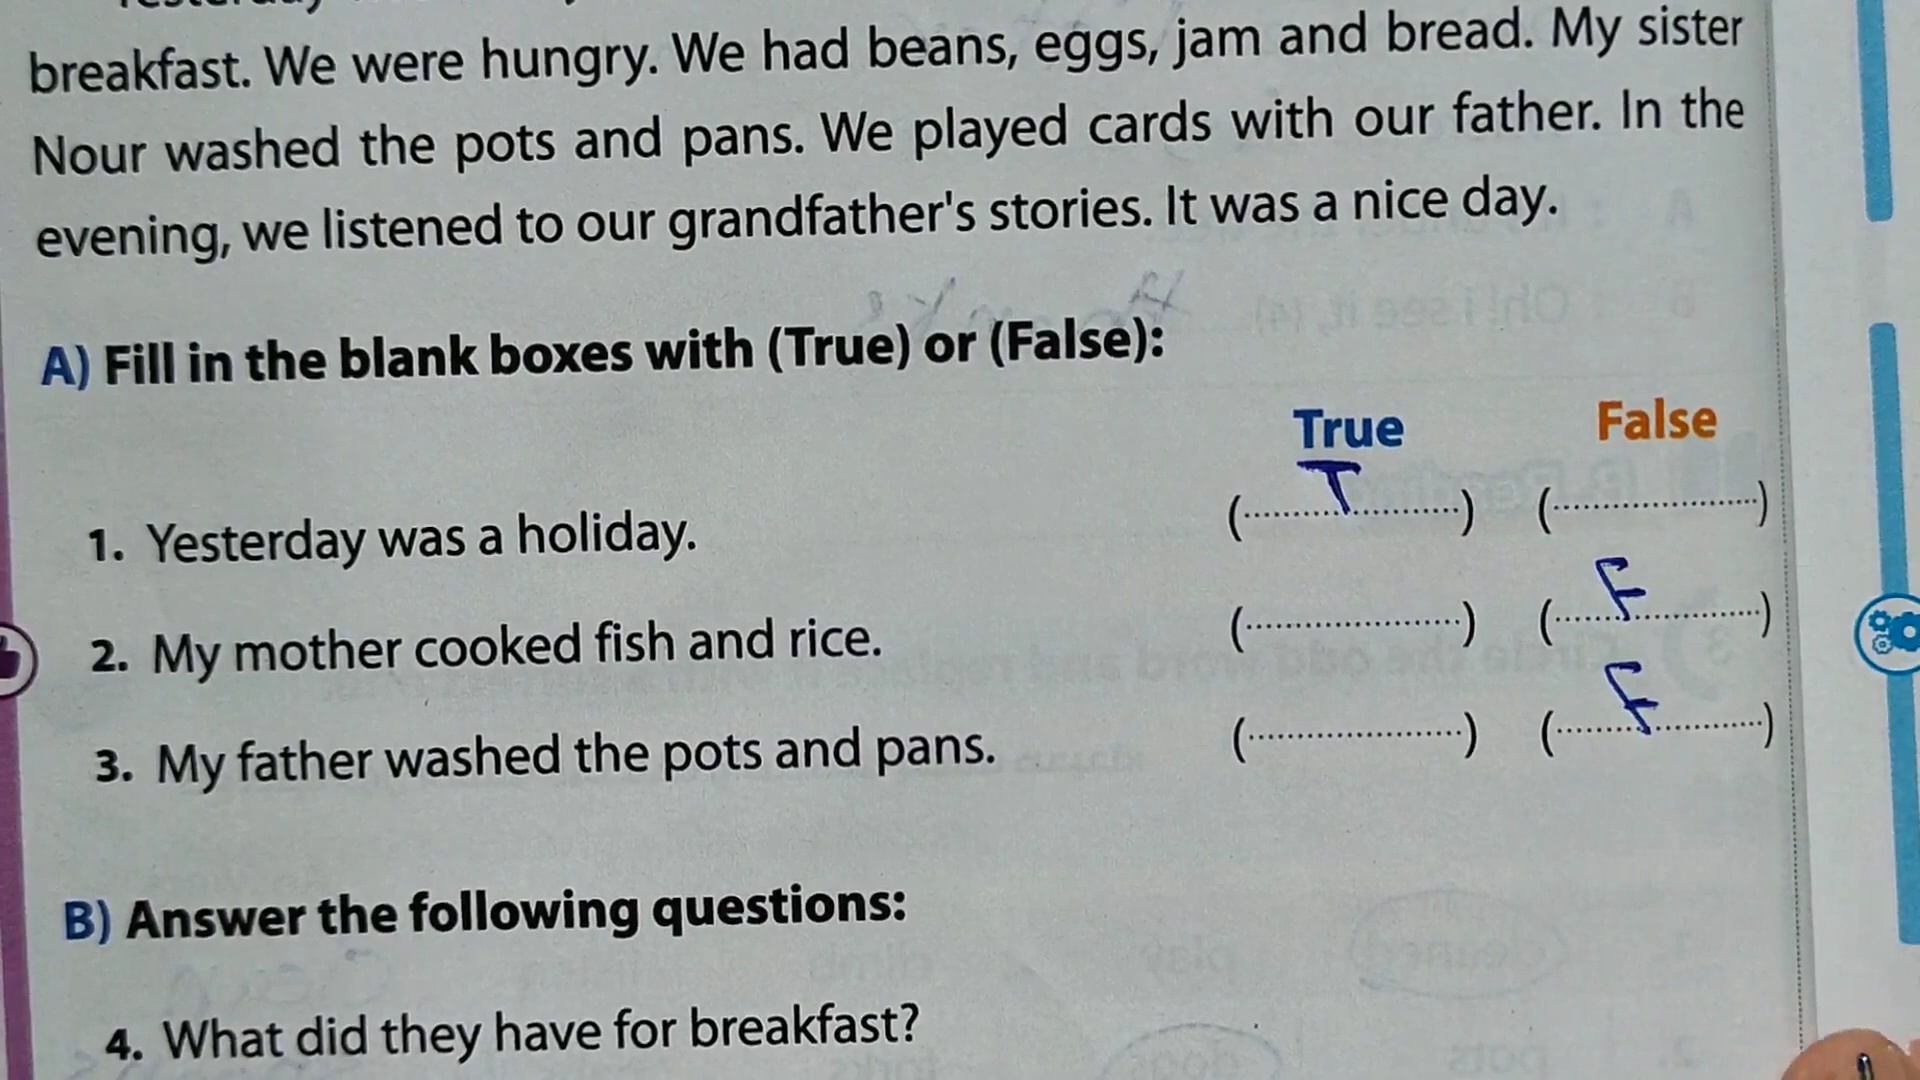 breakfast. We were hungry. We had beans, eggs, jam and bread. My sister
Nour washed the pots and pans. We played cards with our father. In the
evening, we listened to our grandfather's stories. It was a nice day.
A) Fill in the blank boxes with (True) or (False):
True False
1. Yesterday was a holiday. (........T........) (................)
2. My mother cooked fish and rice. (................) (........F........)
3. My father washed the pots and pans. (................) (........F........)
B) Answer the following questions:
4. What did they have for breakfast?